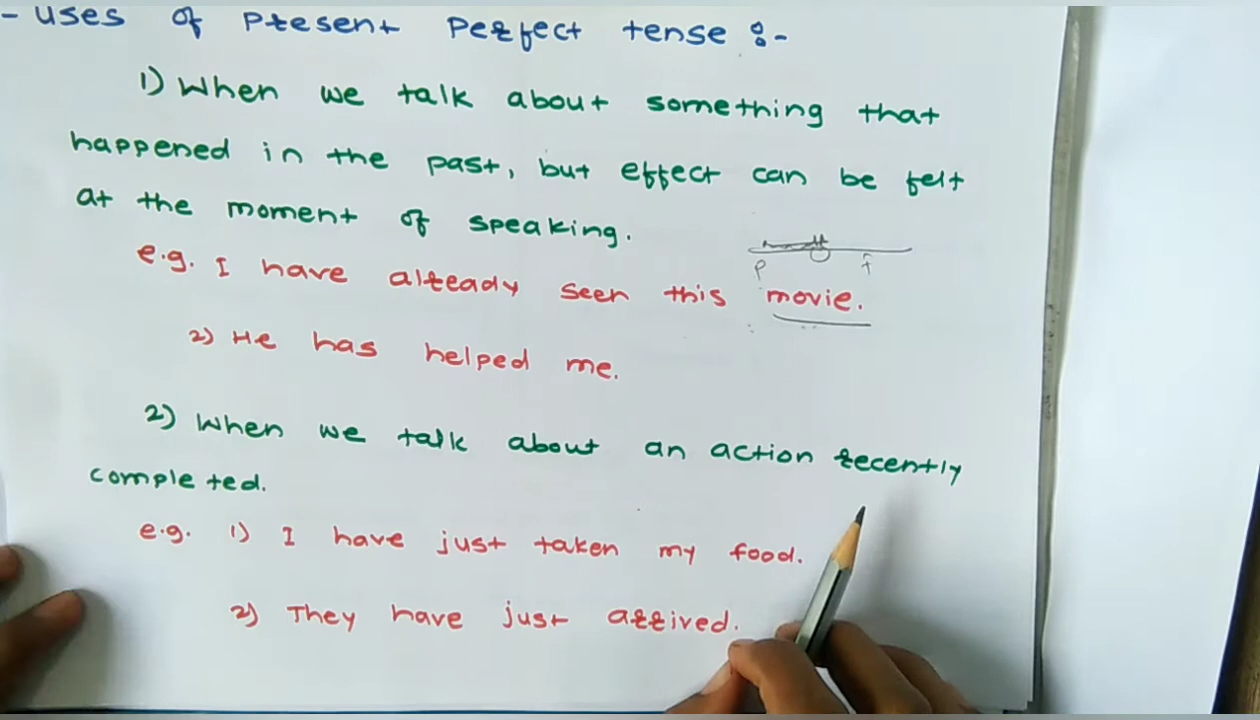 - Uses of Present Perfect tense :-
1) When we talk about something that
happened in the past, but effect can be felt
at the moment of speaking.
P f
e.g. I have already seen this movie.
2) He has helped me.
2) When we talk about an action recently
completed.
e.g. 1) I have just taken my food.
2) They have just arrived.